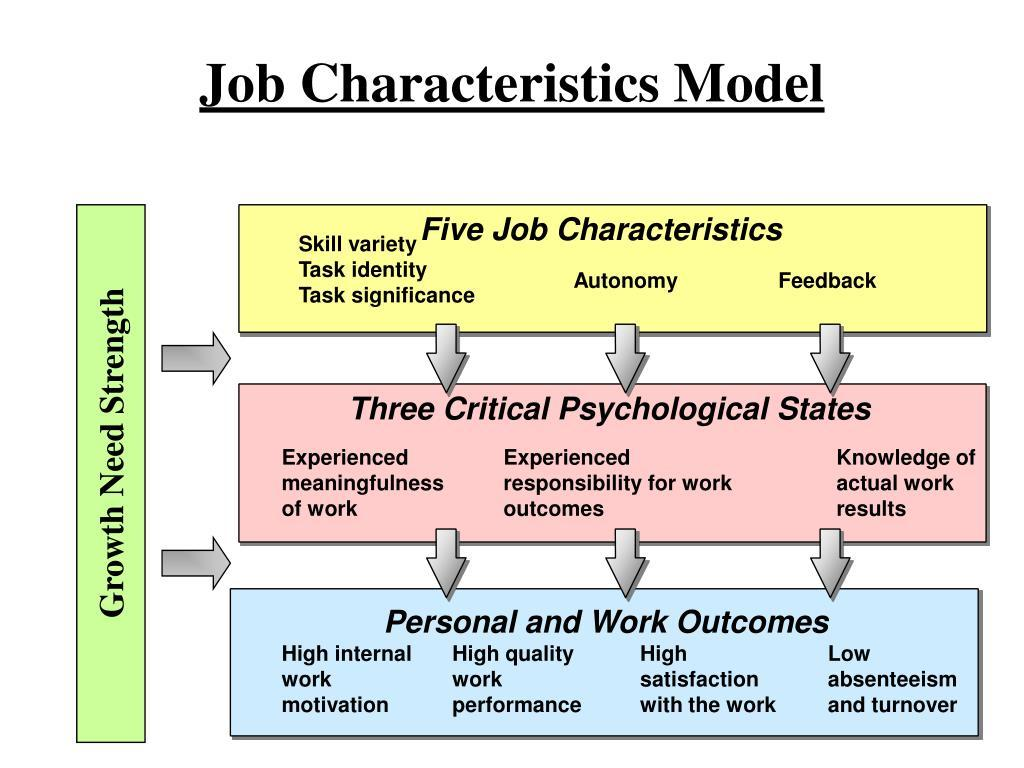 Job Characteristics Model
Growth Need Strength
Five Job Characteristics
Skill variety
Task identity
Task significance
Autonomy
Feedback
Three Critical Psychological States
Experienced
meaningfulness
of work
Experienced
responsibility for work
outcomes
Knowledge of
actual work
results
Personal and Work Outcomes
High internal
work
motivation
High quality
work
performance
High
satisfaction
with the work
Low
absenteeism
and turnover